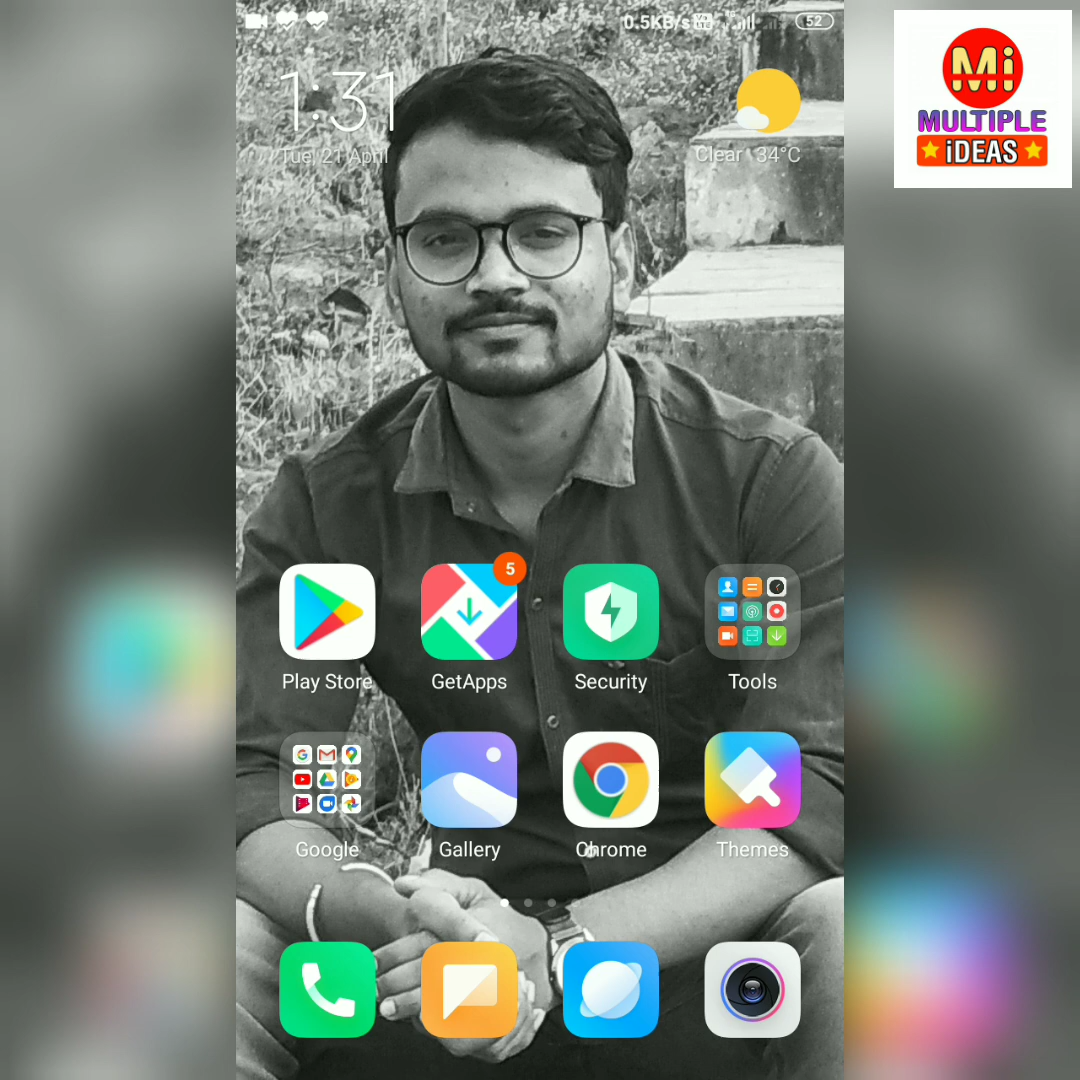 0.5KB/s
52
1:31
Tue, 21 April
Clear 34°C
Mi
MULTIPLE
iDEAS
5
Play Store
GetApps
Security
Tools
Google
Gallery
Chrome
Themes